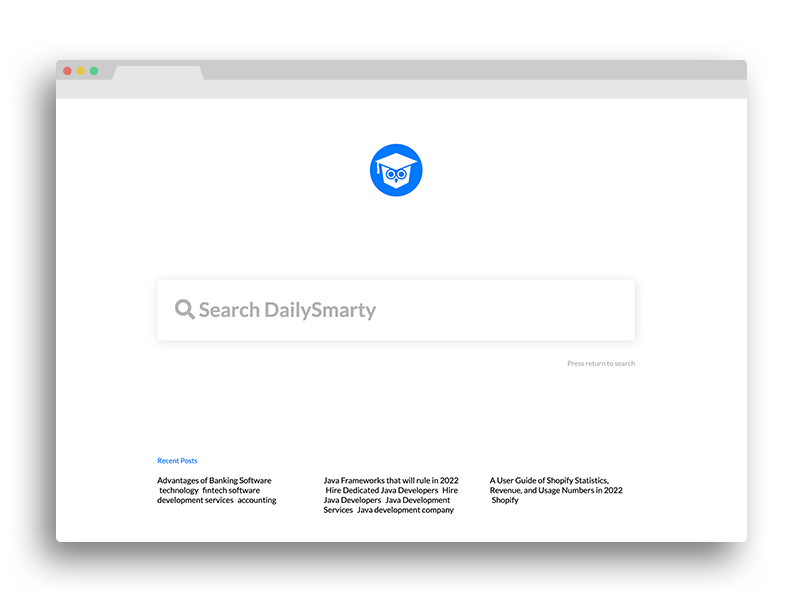 Search DailySmarty
Press return to search
Recent Posts
Advantages of Banking Software
technology fintech software
development services accounting
Java Frameworks that will rule in 2022
Hire Dedicated Java Developers Hire
Java Developers Java Development
Services Java development company
A User Guide of Shopify Statistics,
Revenue, and Usage Numbers in 2022
Shopify